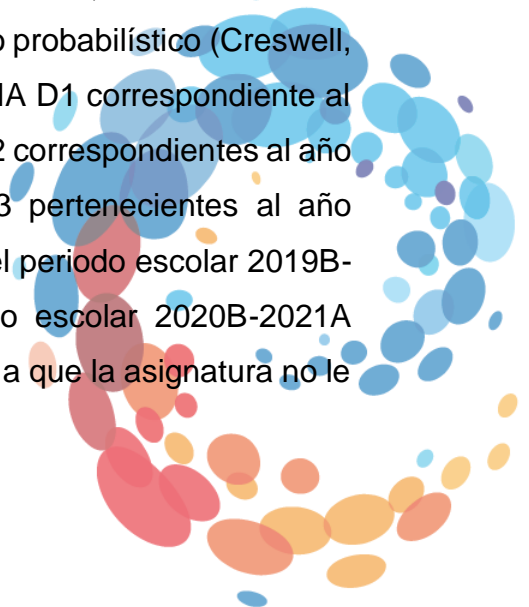 o probabilístico (Creswell,
IA D1 correspondiente al
2 correspondientes al año
3 pertenecientes al año
el periodo escolar 2019B-
o escolar 2020B-2021A
a que la asignatura no le